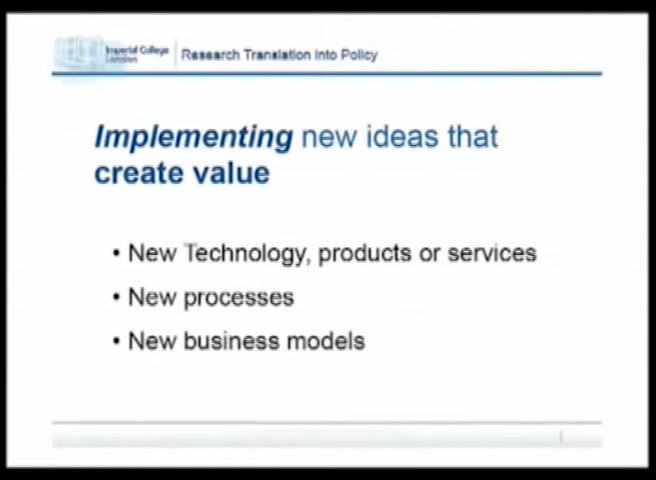 Imperial College
London
Research Translation into Policy
Implementing new ideas that
create value
• New Technology, products or services
• New processes
• New business models